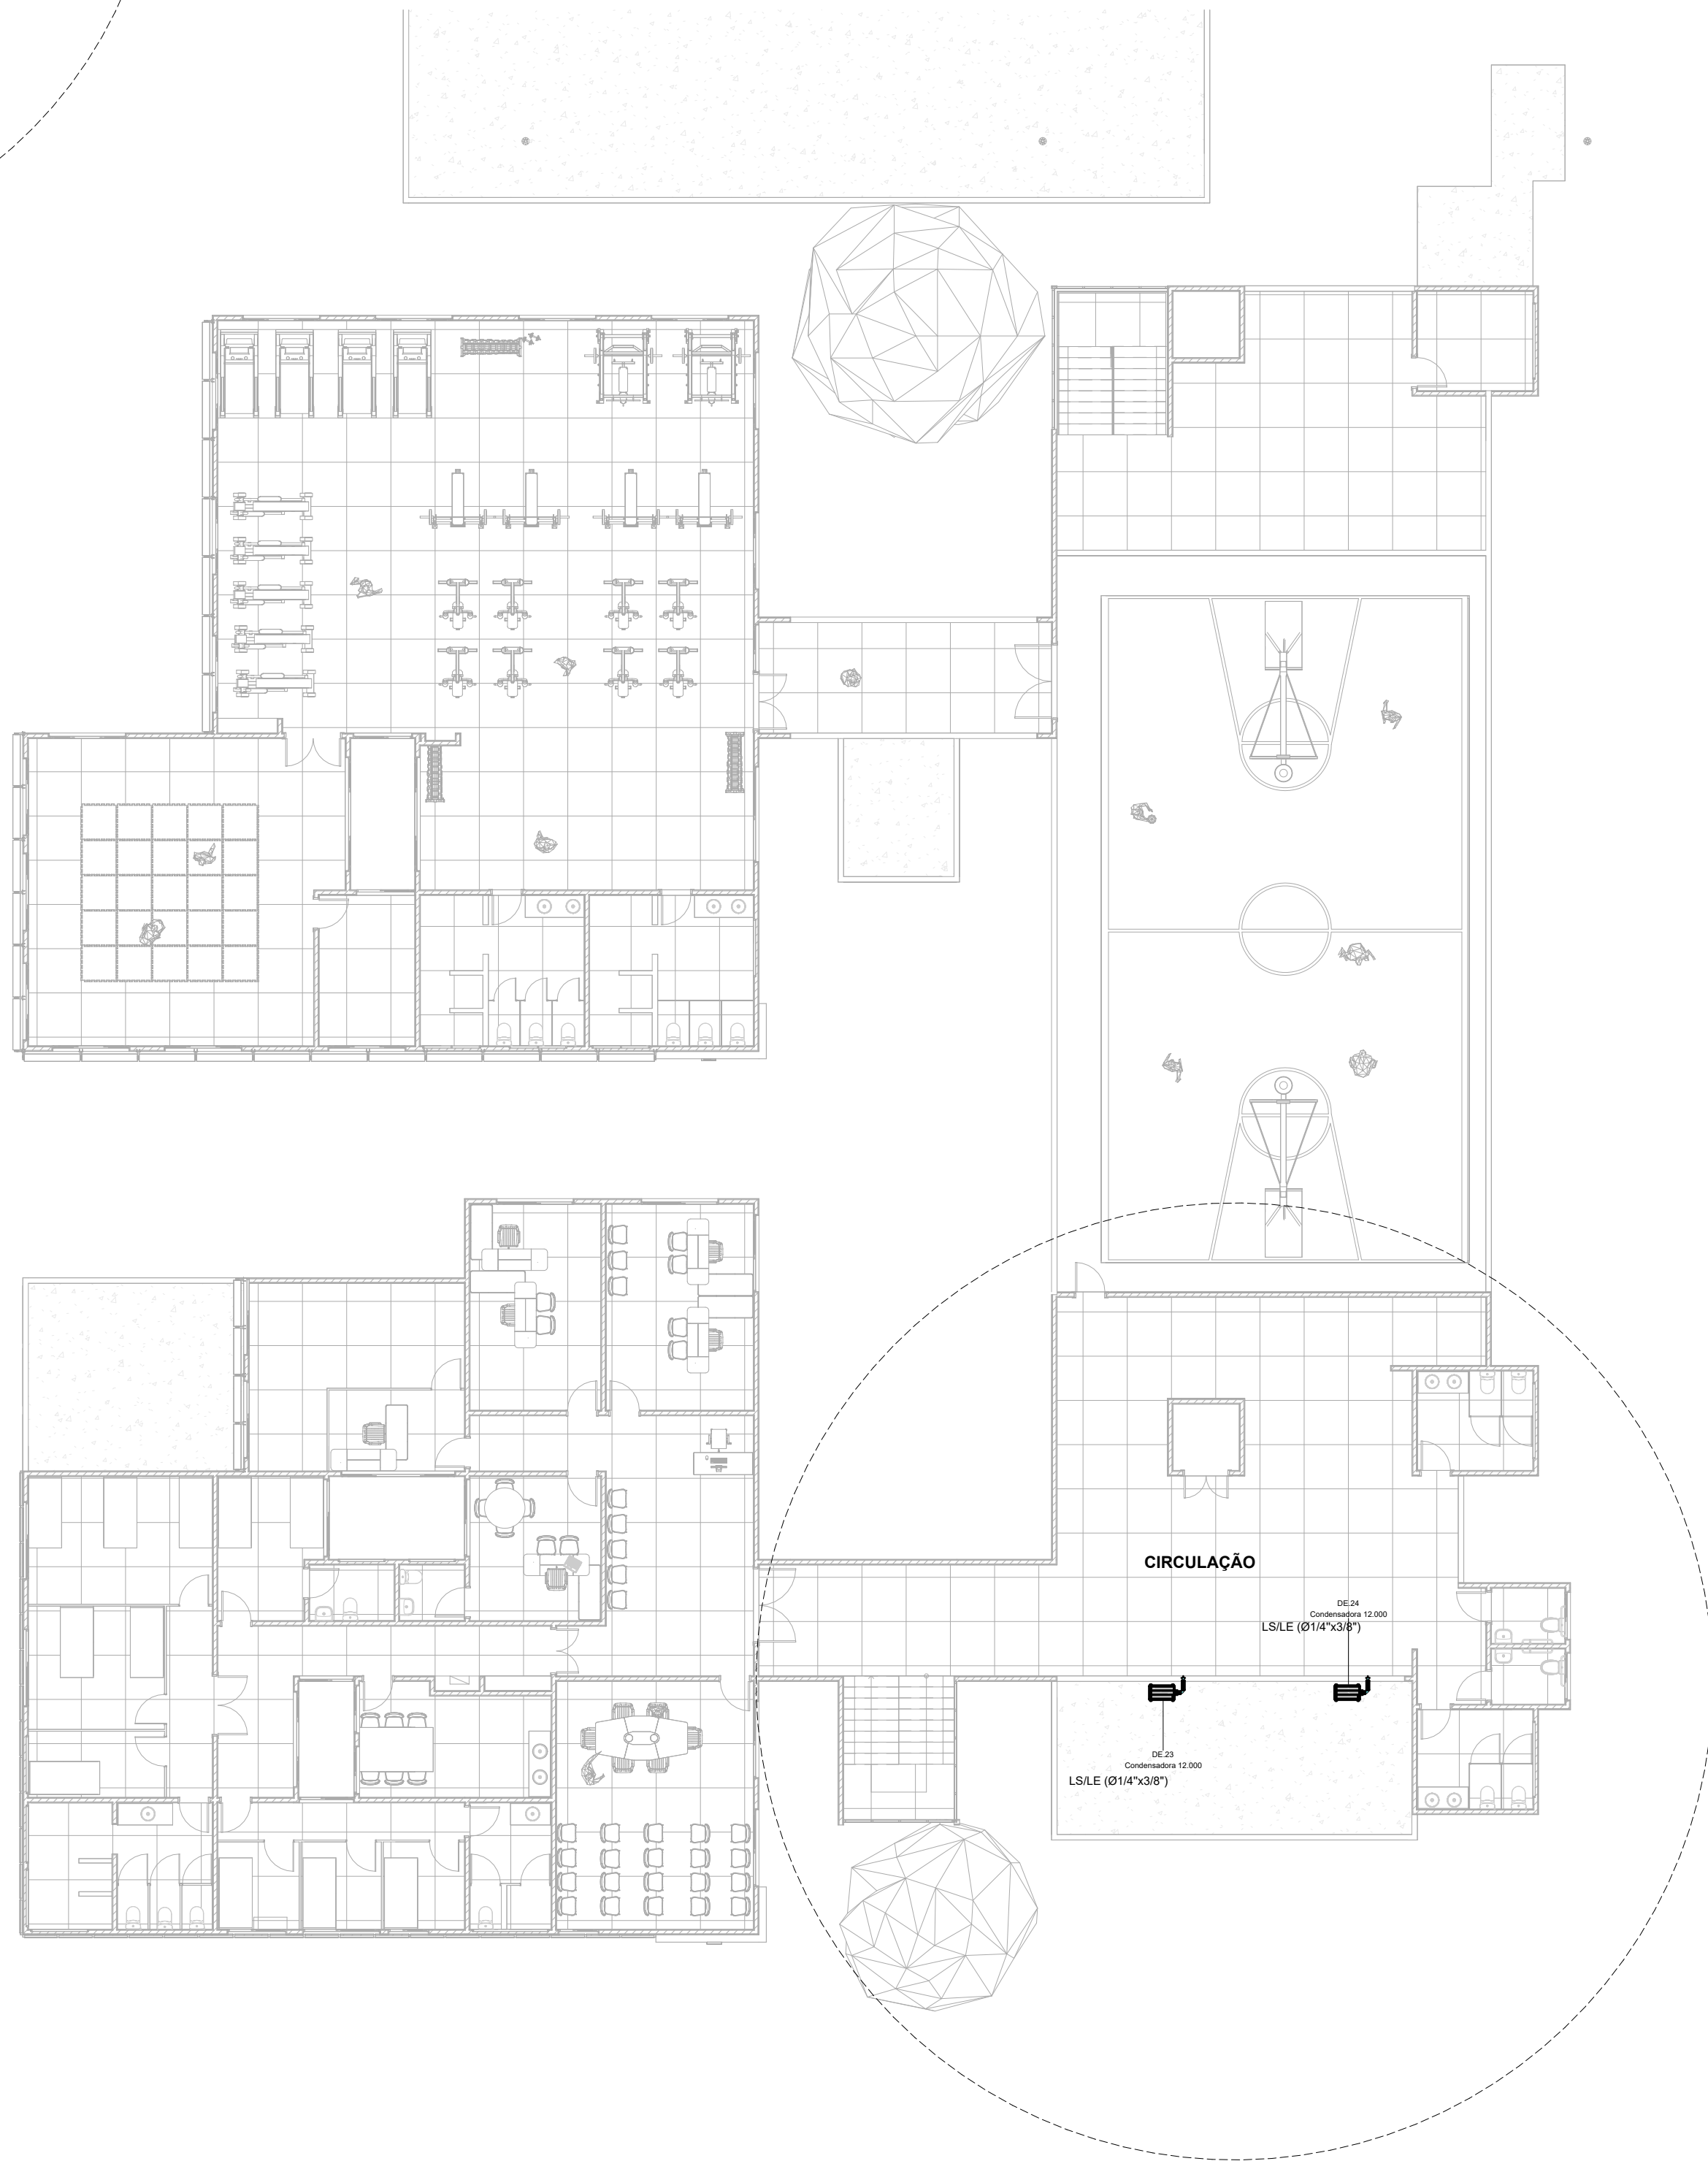 CIRCULAÇÃO
DE.24
Condensadora 12.000
LS/LE (Ø1/4"x3/8")
DE.23
Condensadora 12.000
LS/LE (Ø1/4"x3/8")